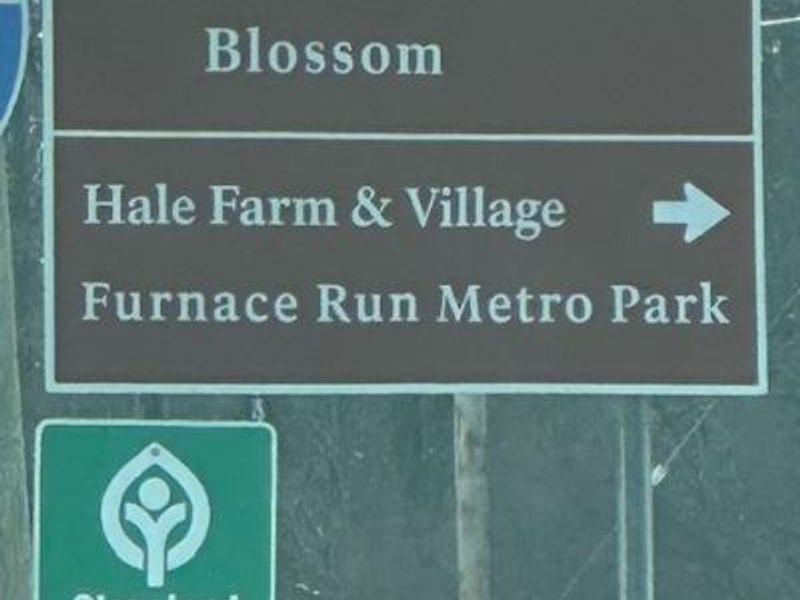 Blossom
Hale Farm & Village
Furnace Run Metro Park